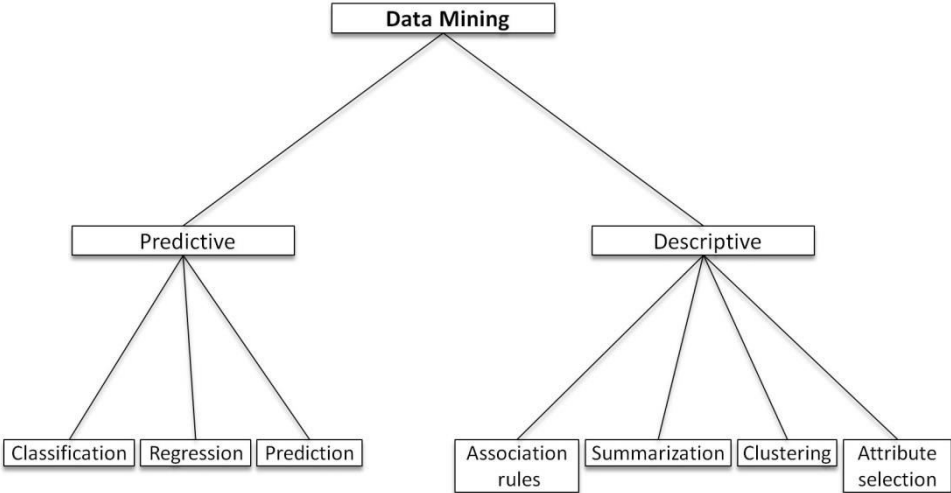 Data Mining
Predictive
Descriptive
Classification
Regression
Prediction
Association
rules
Summarization
Clustering
Attribute
selection